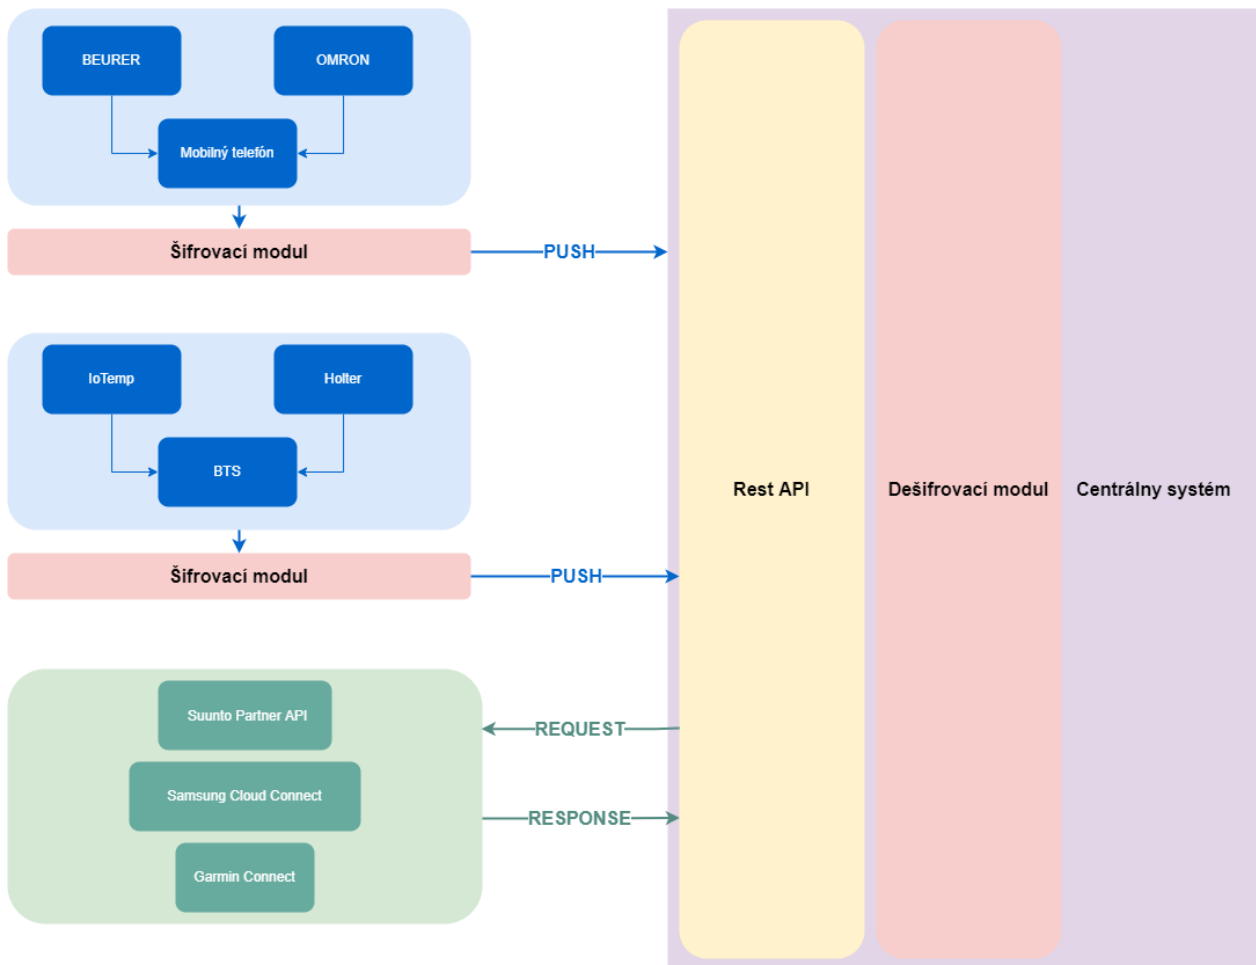 BEURER
OMRON
Mobilný telefón
Šifrovací modul
PUSH
IoTemp
Holter
BTS
Šifrovací modul
PUSH
Suunto Partner API
Samsung Cloud Connect
Garmin Connect
REQUEST
RESPONSE
Rest API
Dešifrovací modul
Centrálny systém